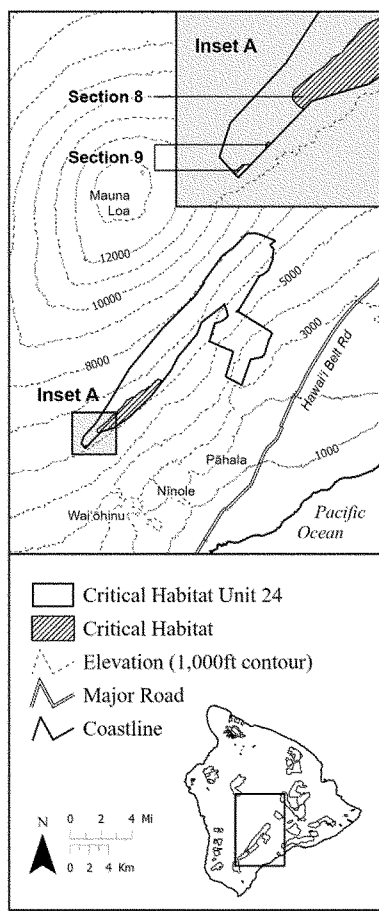 Inset A
Section 8
Section 9
Mauna
Loa
12000
10000
8000
5000
3000
1000
Hawai'i Belt Rd
Inset A
Pāhala
Nīnole
Wai'ōhinu
Pacific
Ocean
Critical Habitat Unit 24
Critical Habitat
Elevation (1,000ft contour)
Major Road
Coastline
N
0 2 4 Mi
0 2 4 Km